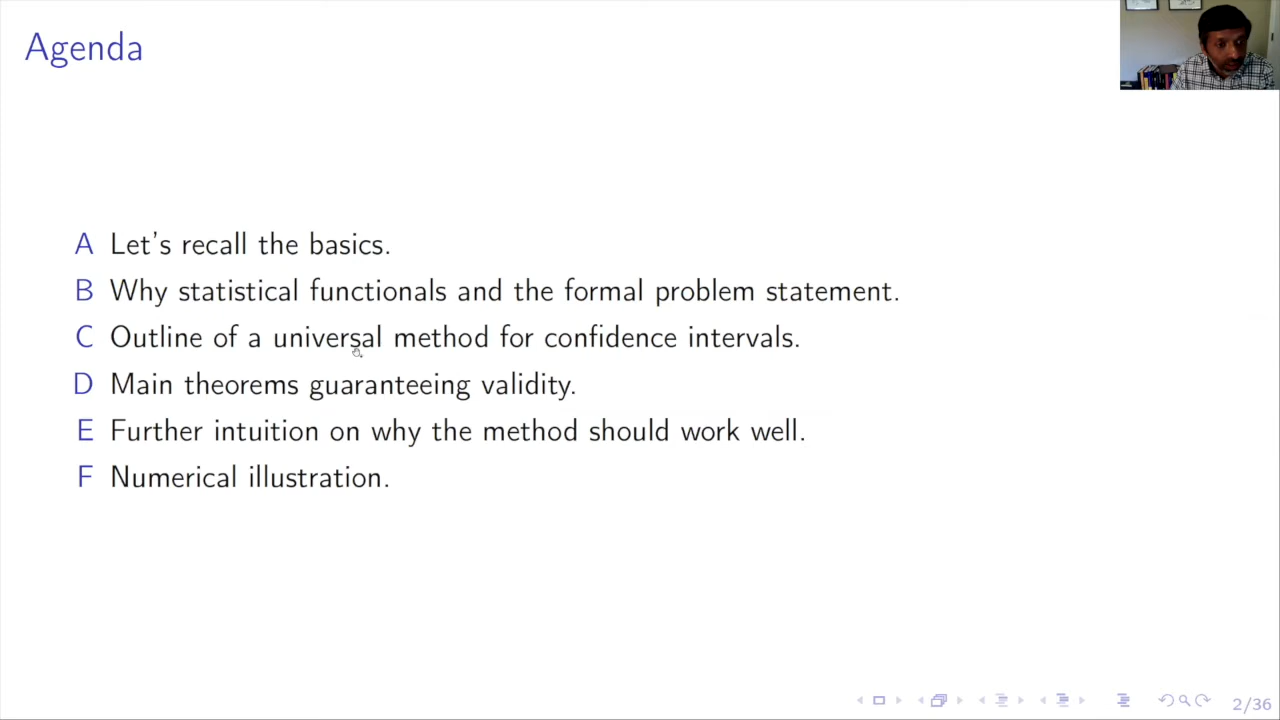 Agenda
A Let's recall the basics.
B Why statistical functionals and the formal problem statement.
C Outline of a universal method for confidence intervals.
D Main theorems guaranteeing validity.
E Further intuition on why the method should work well.
F Numerical illustration.
2/36